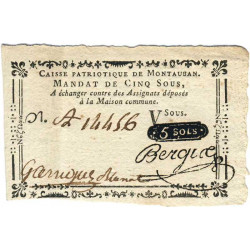 CAISSE PATRIOTIQUE DE MONTAUBAN.
MANDAT DE CINQ SOUS,
A échanger contre des Assignats déposés
à la Maison commune.
V SOUS.
N. A 14456
5 SOLS